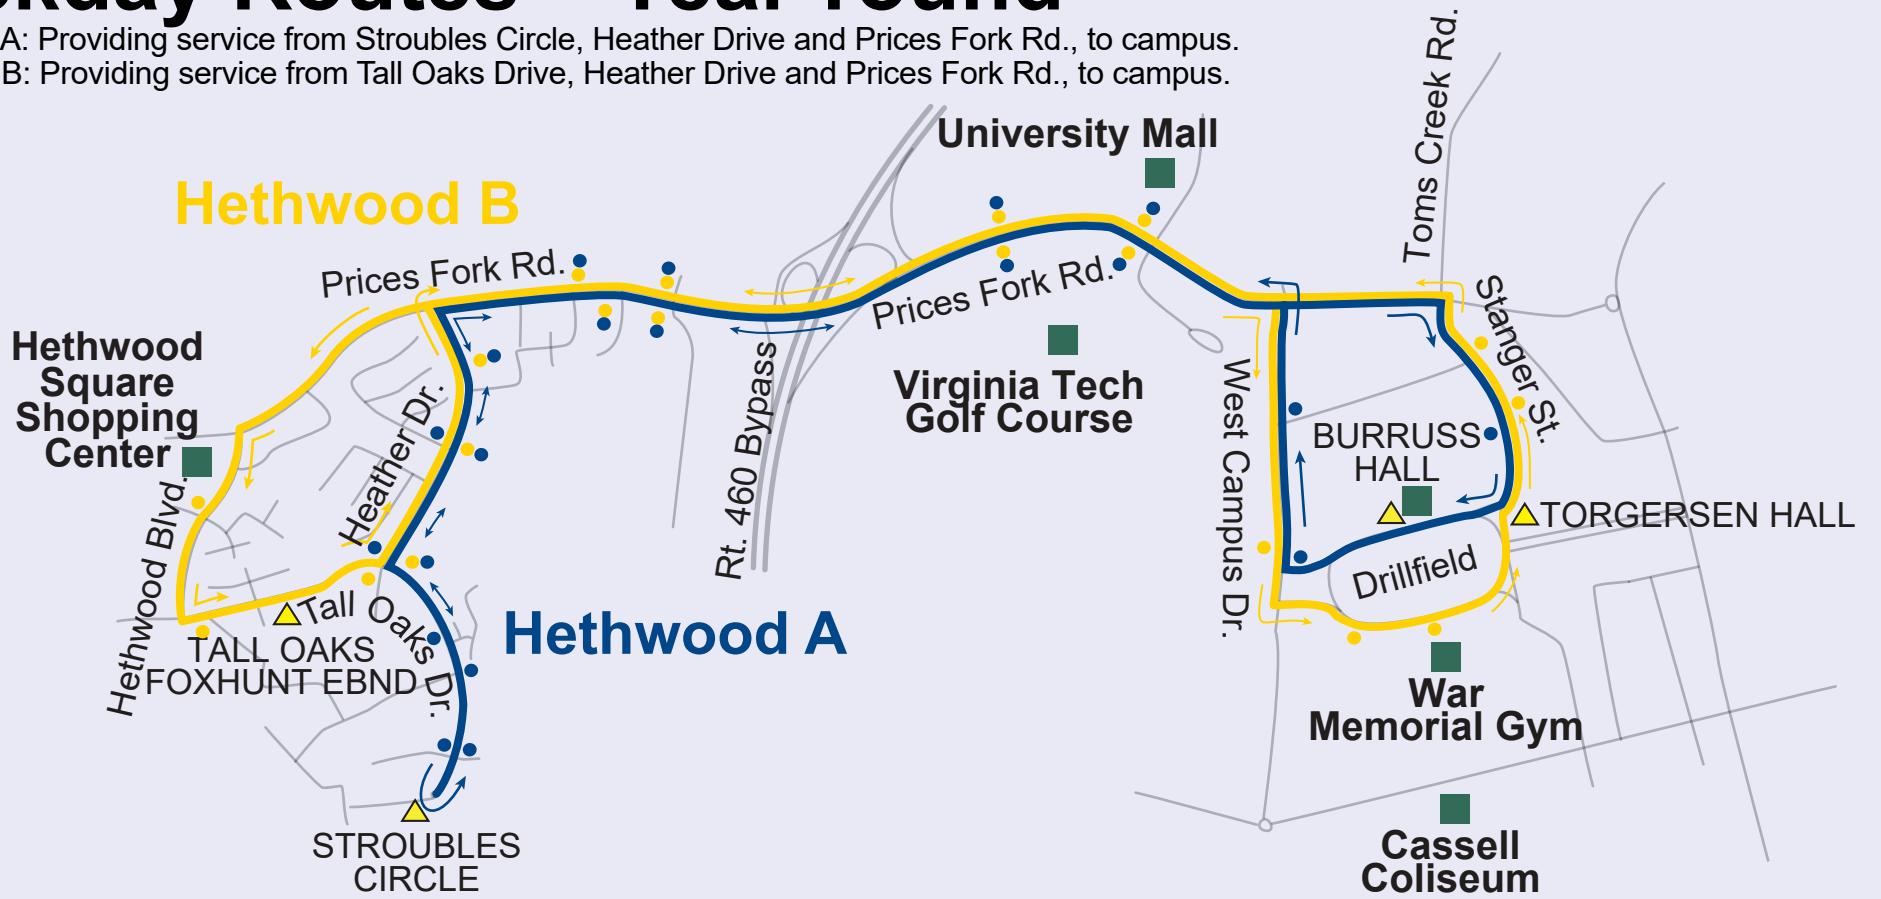 A: Providing service from Stroubles Circle, Heather Drive and Prices Fork Rd., to campus.
B: Providing service from Tall Oaks Drive, Heather Drive and Prices Fork Rd., to campus.
Toms Creek Rd.
University Mall
Hethwood B
Prices Fork Rd.
Prices Fork Rd.
Stanger St.
Hethwood
Square
Shopping
Center
Rt. 460 Bypass
Virginia Tech
Golf Course
West Campus Dr.
Heather Dr.
BURRUSS
HALL
TORGERSEN HALL
Hethwood Blvd.
Drillfield
Tall Oaks Dr.
Hethwood A
TALL OAKS
FOXHUNT EBND
War
Memorial Gym
STROUBLES
CIRCLE
Cassell
Coliseum